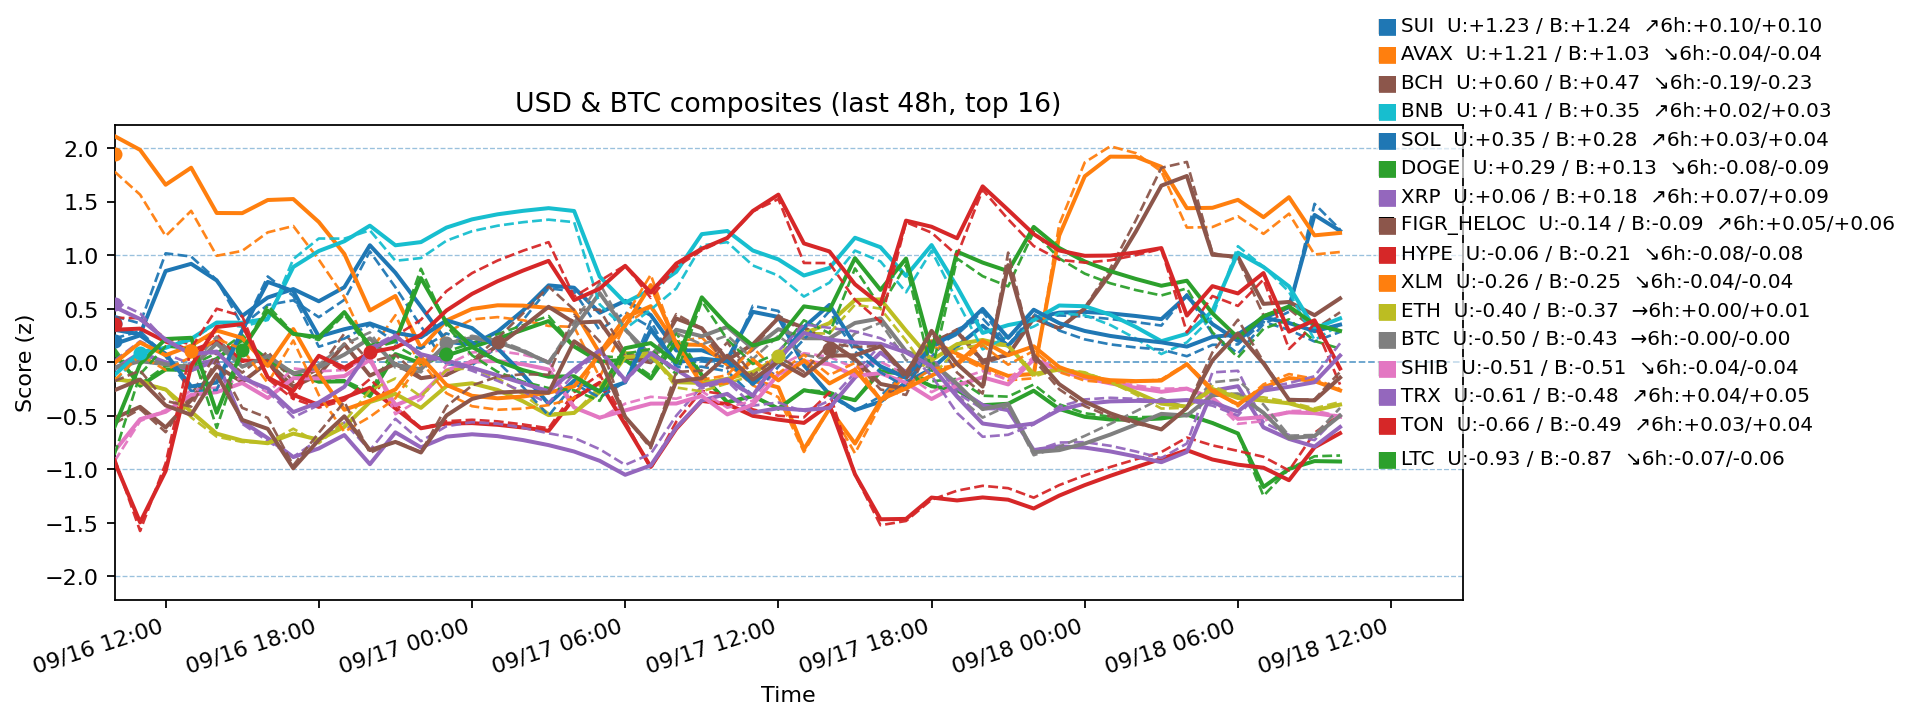 SUI  U:+1.23 / B:+1.24  ↗6h:+0.10/+0.10
AVAX  U:+1.21 / B:+1.03  ↘6h:-0.04/-0.04
BCH  U:+0.60 / B:+0.47  ↘6h:-0.19/-0.23
BNB  U:+0.41 / B:+0.35  ↗6h:+0.02/+0.03
SOL  U:+0.35 / B:+0.28  ↗6h:+0.03/+0.04
DOGE  U:+0.29 / B:+0.13  ↘6h:-0.08/-0.09
XRP  U:+0.06 / B:+0.18  ↗6h:+0.07/+0.09
FIGR_HELOC  U:-0.14 / B:-0.09  ↗6h:+0.05/+0.06
HYPE  U:-0.06 / B:-0.21  ↘6h:-0.08/-0.08
XLM  U:-0.26 / B:-0.25  ↘6h:-0.04/-0.04
ETH  U:-0.40 / B:-0.37  →6h:+0.00/+0.01
BTC  U:-0.50 / B:-0.43  →6h:-0.00/-0.00
SHIB  U:-0.51 / B:-0.51  ↘6h:-0.04/-0.04
TRX  U:-0.61 / B:-0.48  ↗6h:+0.04/+0.05
TON  U:-0.66 / B:-0.49  ↗6h:+0.03/+0.04
LTC  U:-0.93 / B:-0.87  ↘6h:-0.07/-0.06
USD & BTC composites (last 48h, top 16)
Score (z)
2.0
1.5
1.0
0.5
0.0
−0.5
−1.0
−1.5
−2.0
09/16 12:00
09/16 18:00
09/17 00:00
09/17 06:00
09/17 12:00
09/17 18:00
09/18 00:00
09/18 06:00
09/18 12:00
Time